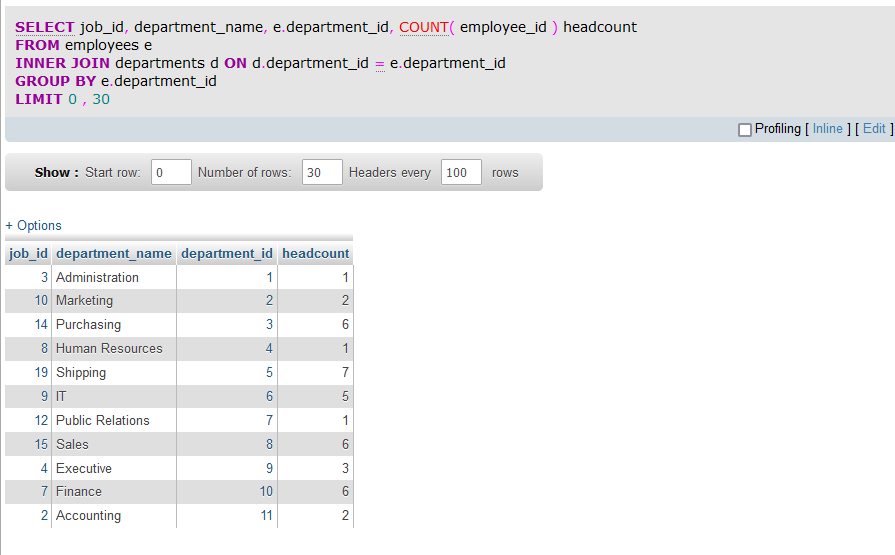 SELECT job_id, department_name, e.department_id, COUNT( employee_id ) headcount
FROM employees e
INNER JOIN departments d ON d.department_id = e.department_id
GROUP BY e.department_id
LIMIT 0 , 30
Profiling [ Inline ] [ Edit ]
Show : Start row: 0 Number of rows: 30 Headers every 100 rows
+ Options
job_id department_name department_id headcount
3 Administration 1 1
10 Marketing 2 2
14 Purchasing 3 6
8 Human Resources 4 1
19 Shipping 5 7
9 IT 6 5
12 Public Relations 7 1
15 Sales 8 6
4 Executive 9 3
7 Finance 10 6
2 Accounting 11 2